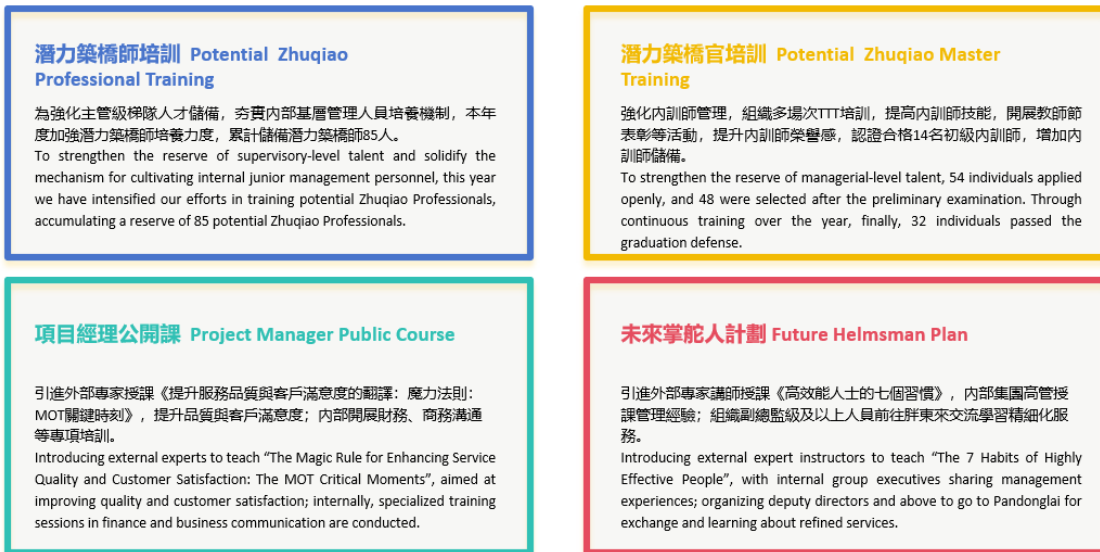 潛力築橋師培訓 Potential Zhuqiao
Professional Training
為強化主管級梯隊人才儲備，夯實內部基層管理人員培養機制，本年
度加強潛力築橋師培養力度，累計儲備潛力築橋師85人。
To strengthen the reserve of supervisory-level talent and solidify the
mechanism for cultivating internal junior management personnel, this year
we have intensified our efforts in training potential Zhuqiao Professionals,
accumulating a reserve of 85 potential Zhuqiao Professionals.
潛力築橋官培訓 Potential Zhuqiao Master
Training
強化內訓師管理，組織多場次TTT培訓，提高內訓師技能，開展教師節
表彰等活動，提升內訓師榮譽感，認證合格14名初級內訓師，增加內
訓師儲備。
To strengthen the reserve of managerial-level talent, 54 individuals applied
openly, and 48 were selected after the preliminary examination. Through
continuous training over the year, finally, 32 individuals passed the
graduation defense.
項目經理公開課 Project Manager Public Course
引進外部專家授課《提升服務品質與客戶滿意度的翻譯：魔力法則：
MOT關鍵時刻》，提升品質與客戶滿意度；內部開展財務、商務溝通
等專項培訓。
Introducing external experts to teach “The Magic Rule for Enhancing Service
Quality and Customer Satisfaction: The MOT Critical Moments”, aimed at
improving quality and customer satisfaction; internally, specialized training
sessions in finance and business communication are conducted.
未來掌舵人計劃 Future Helmsman Plan
引進外部專家講師授課《高效能人士的七個習慣》，內部集團高管授
課管理經驗；組織副總監級及以上人員前往胖東來交流學習精細化服
務。
Introducing external expert instructors to teach “The 7 Habits of Highly
Effective People”, with internal group executives sharing management
experiences; organizing deputy directors and above to go to Pandonglai for
exchange and learning about refined services.